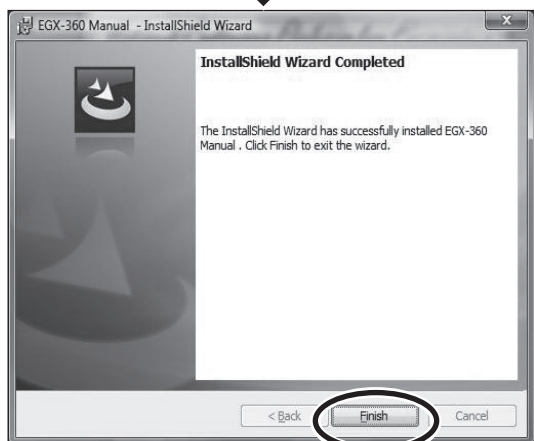 EGX-360 Manual - InstallShield Wizard
X
InstallShield Wizard Completed
The InstallShield Wizard has successfully installed EGX-360
Manual . Click Finish to exit the wizard.
< Back Finish Cancel